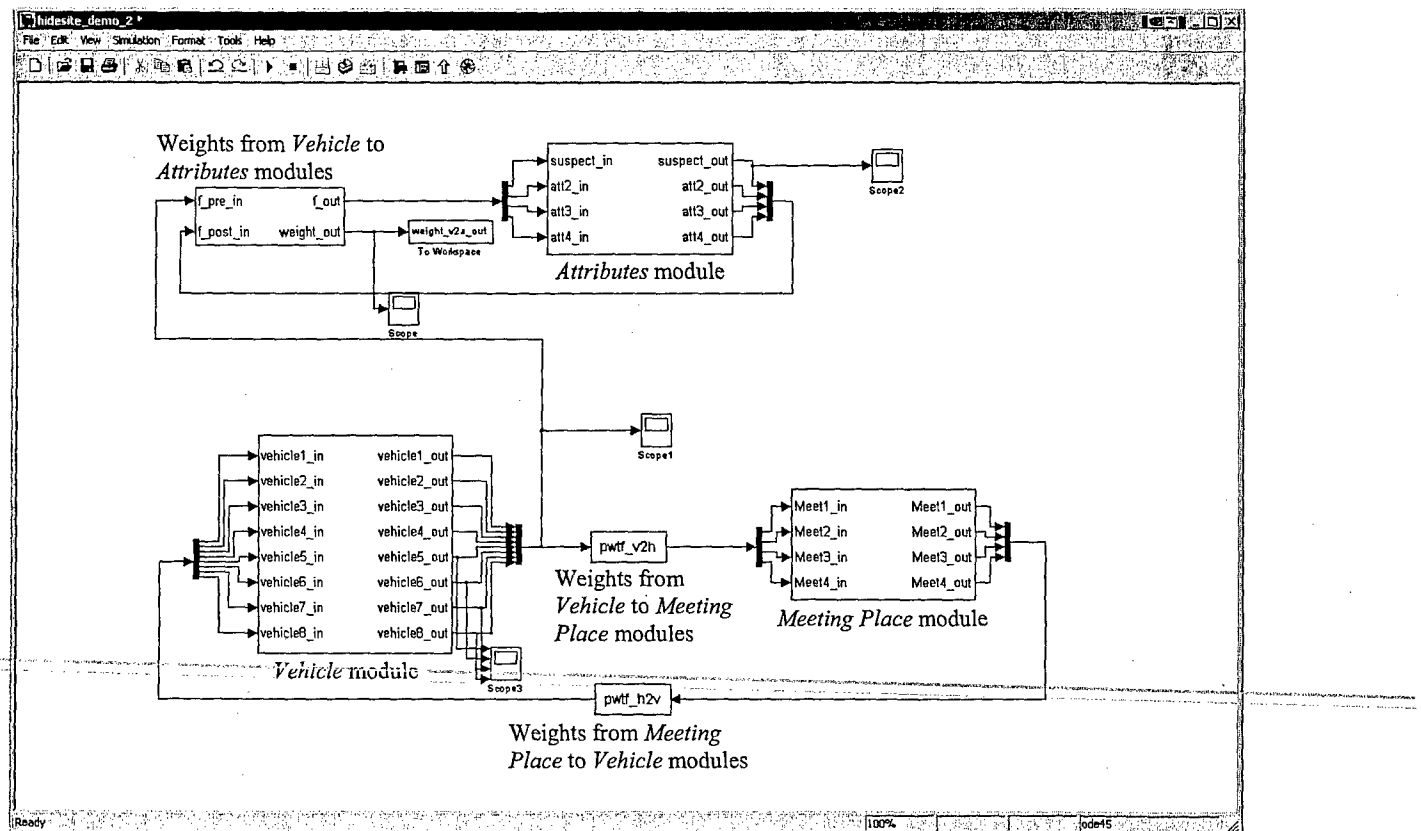 hidesite_demo_2 *
File Edit View Simulation Format Tools Help
Weights from Vehicle to
Attributes modules
f_pre_in f_out
f_post_in weight_out
weight_v2a_out
To Workspace
Scope
suspect_in suspect_out
att2_in att2_out
att3_in att3_out
att4_in att4_out
Attributes module
Scope2
Scope1
vehicle1_in vehicle1_out
vehicle2_in vehicle2_out
vehicle3_in vehicle3_out
vehicle4_in vehicle4_out
vehicle5_in vehicle5_out
vehicle6_in vehicle6_out
vehicle7_in vehicle7_out
vehicle8_in vehicle8_out
Vehicle module
Scope3
pwtf_v2h
Weights from
Vehicle to Meeting
Place modules
Meet1_in Meet1_out
Meet2_in Meet2_out
Meet3_in Meet3_out
Meet4_in Meet4_out
Meeting Place module
pwtf_h2v
Weights from Meeting
Place to Vehicle modules
Ready 100% ode45